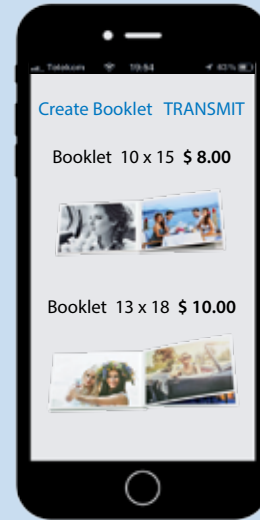 Telekom 19:54
Create Booklet TRANSMIT
Booklet 10 x 15 $ 8.00
Booklet 13 x 18 $ 10.00